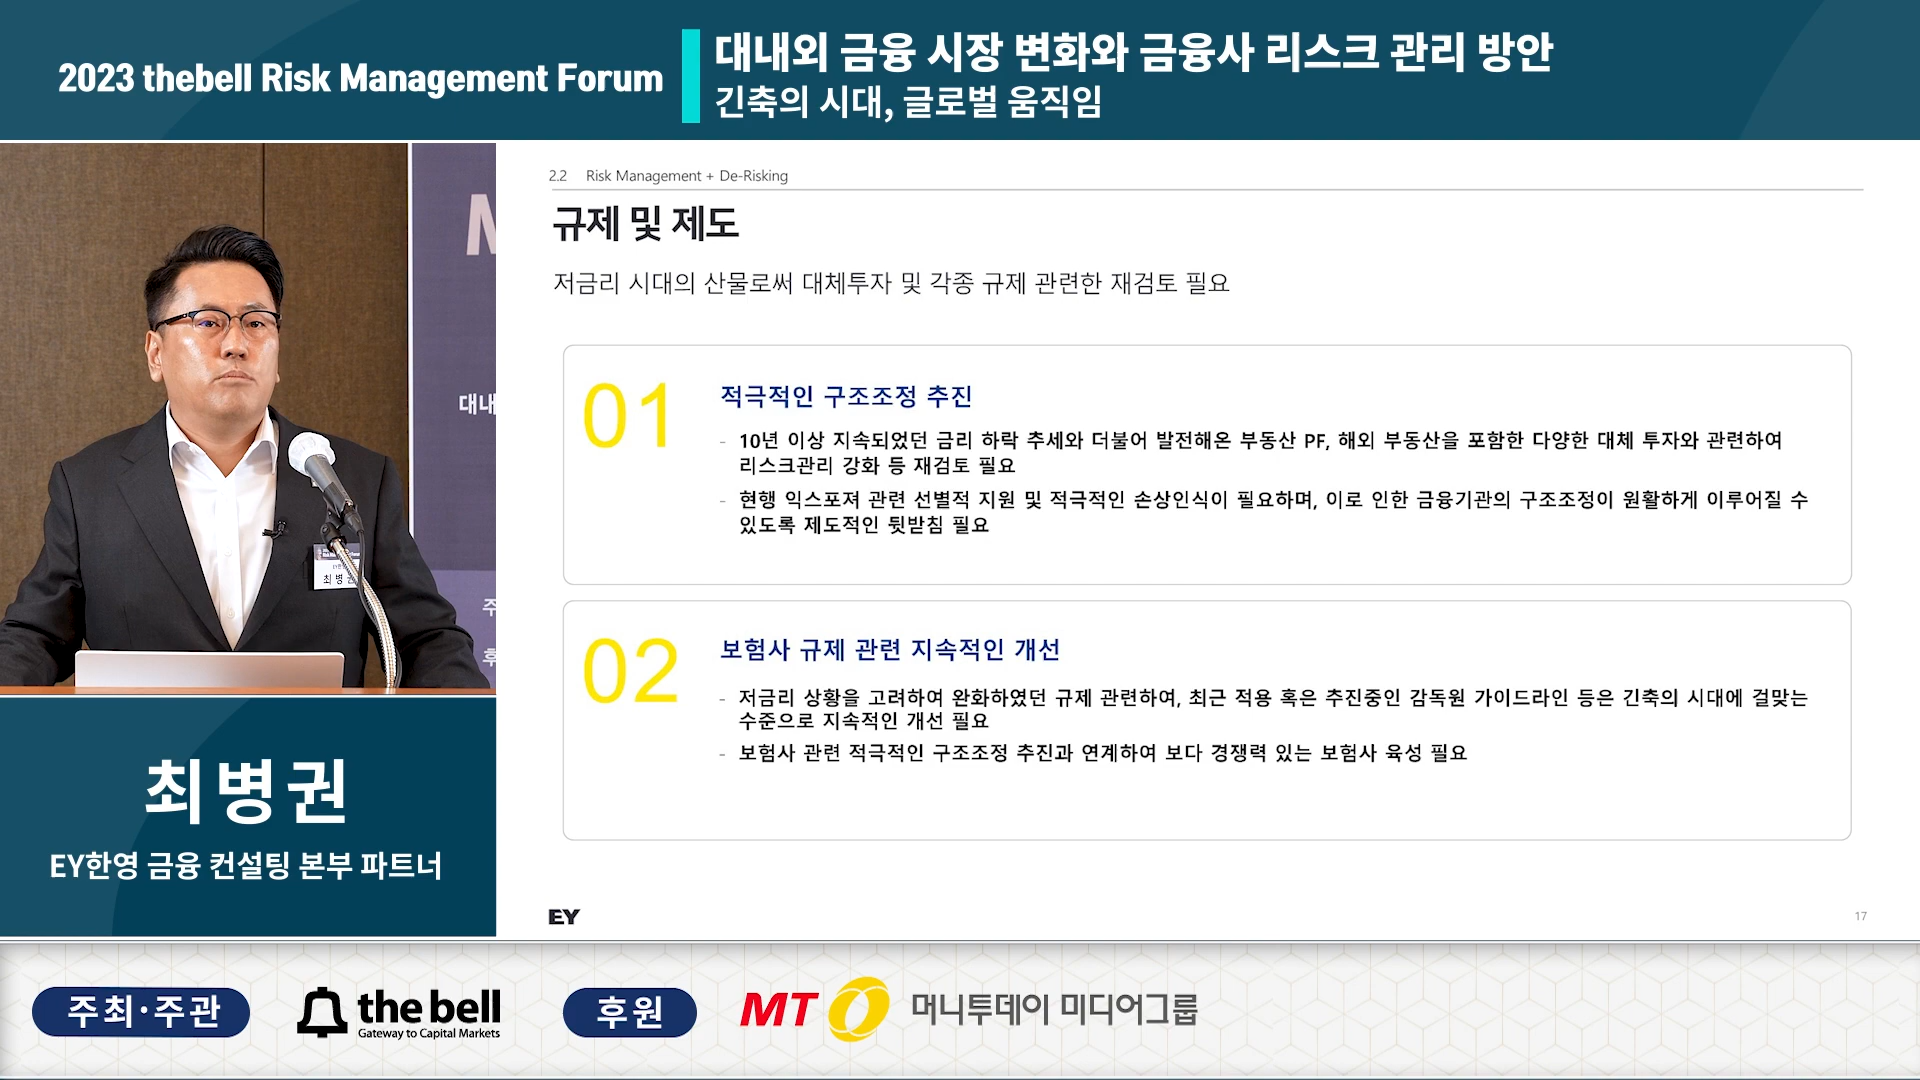 2023 thebell Risk Management Forum
대내외 금융 시장 변화와 금융사 리스크 관리 방안
긴축의 시대, 글로벌 움직임
M
대내
주
후
최병권
최병권
EY한영 금융 컨설팅 본부 파트너
2.2 Risk Management + De-Risking
규제 및 제도
저금리 시대의 산물로써 대체투자 및 각종 규제 관련한 재검토 필요
01
적극적인 구조조정 추진
- 10년 이상 지속되었던 금리 하락 추세와 더불어 발전해온 부동산 PF, 해외 부동산을 포함한 다양한 대체 투자와 관련하여
리스크관리 강화 등 재검토 필요
- 현행 익스포져 관련 선별적 지원 및 적극적인 손상인식이 필요하며, 이로 인한 금융기관의 구조조정이 원활하게 이루어질 수
있도록 제도적인 뒷받침 필요
02
보험사 규제 관련 지속적인 개선
- 저금리 상황을 고려하여 완화하였던 규제 관련하여, 최근 적용 혹은 추진중인 감독원 가이드라인 등은 긴축의 시대에 걸맞는
수준으로 지속적인 개선 필요
- 보험사 관련 적극적인 구조조정 추진과 연계하여 보다 경쟁력 있는 보험사 육성 필요
EY
17
주최·주관
the bell
Gateway to Capital Markets
후원
MT
머니투데이 미디어그룹